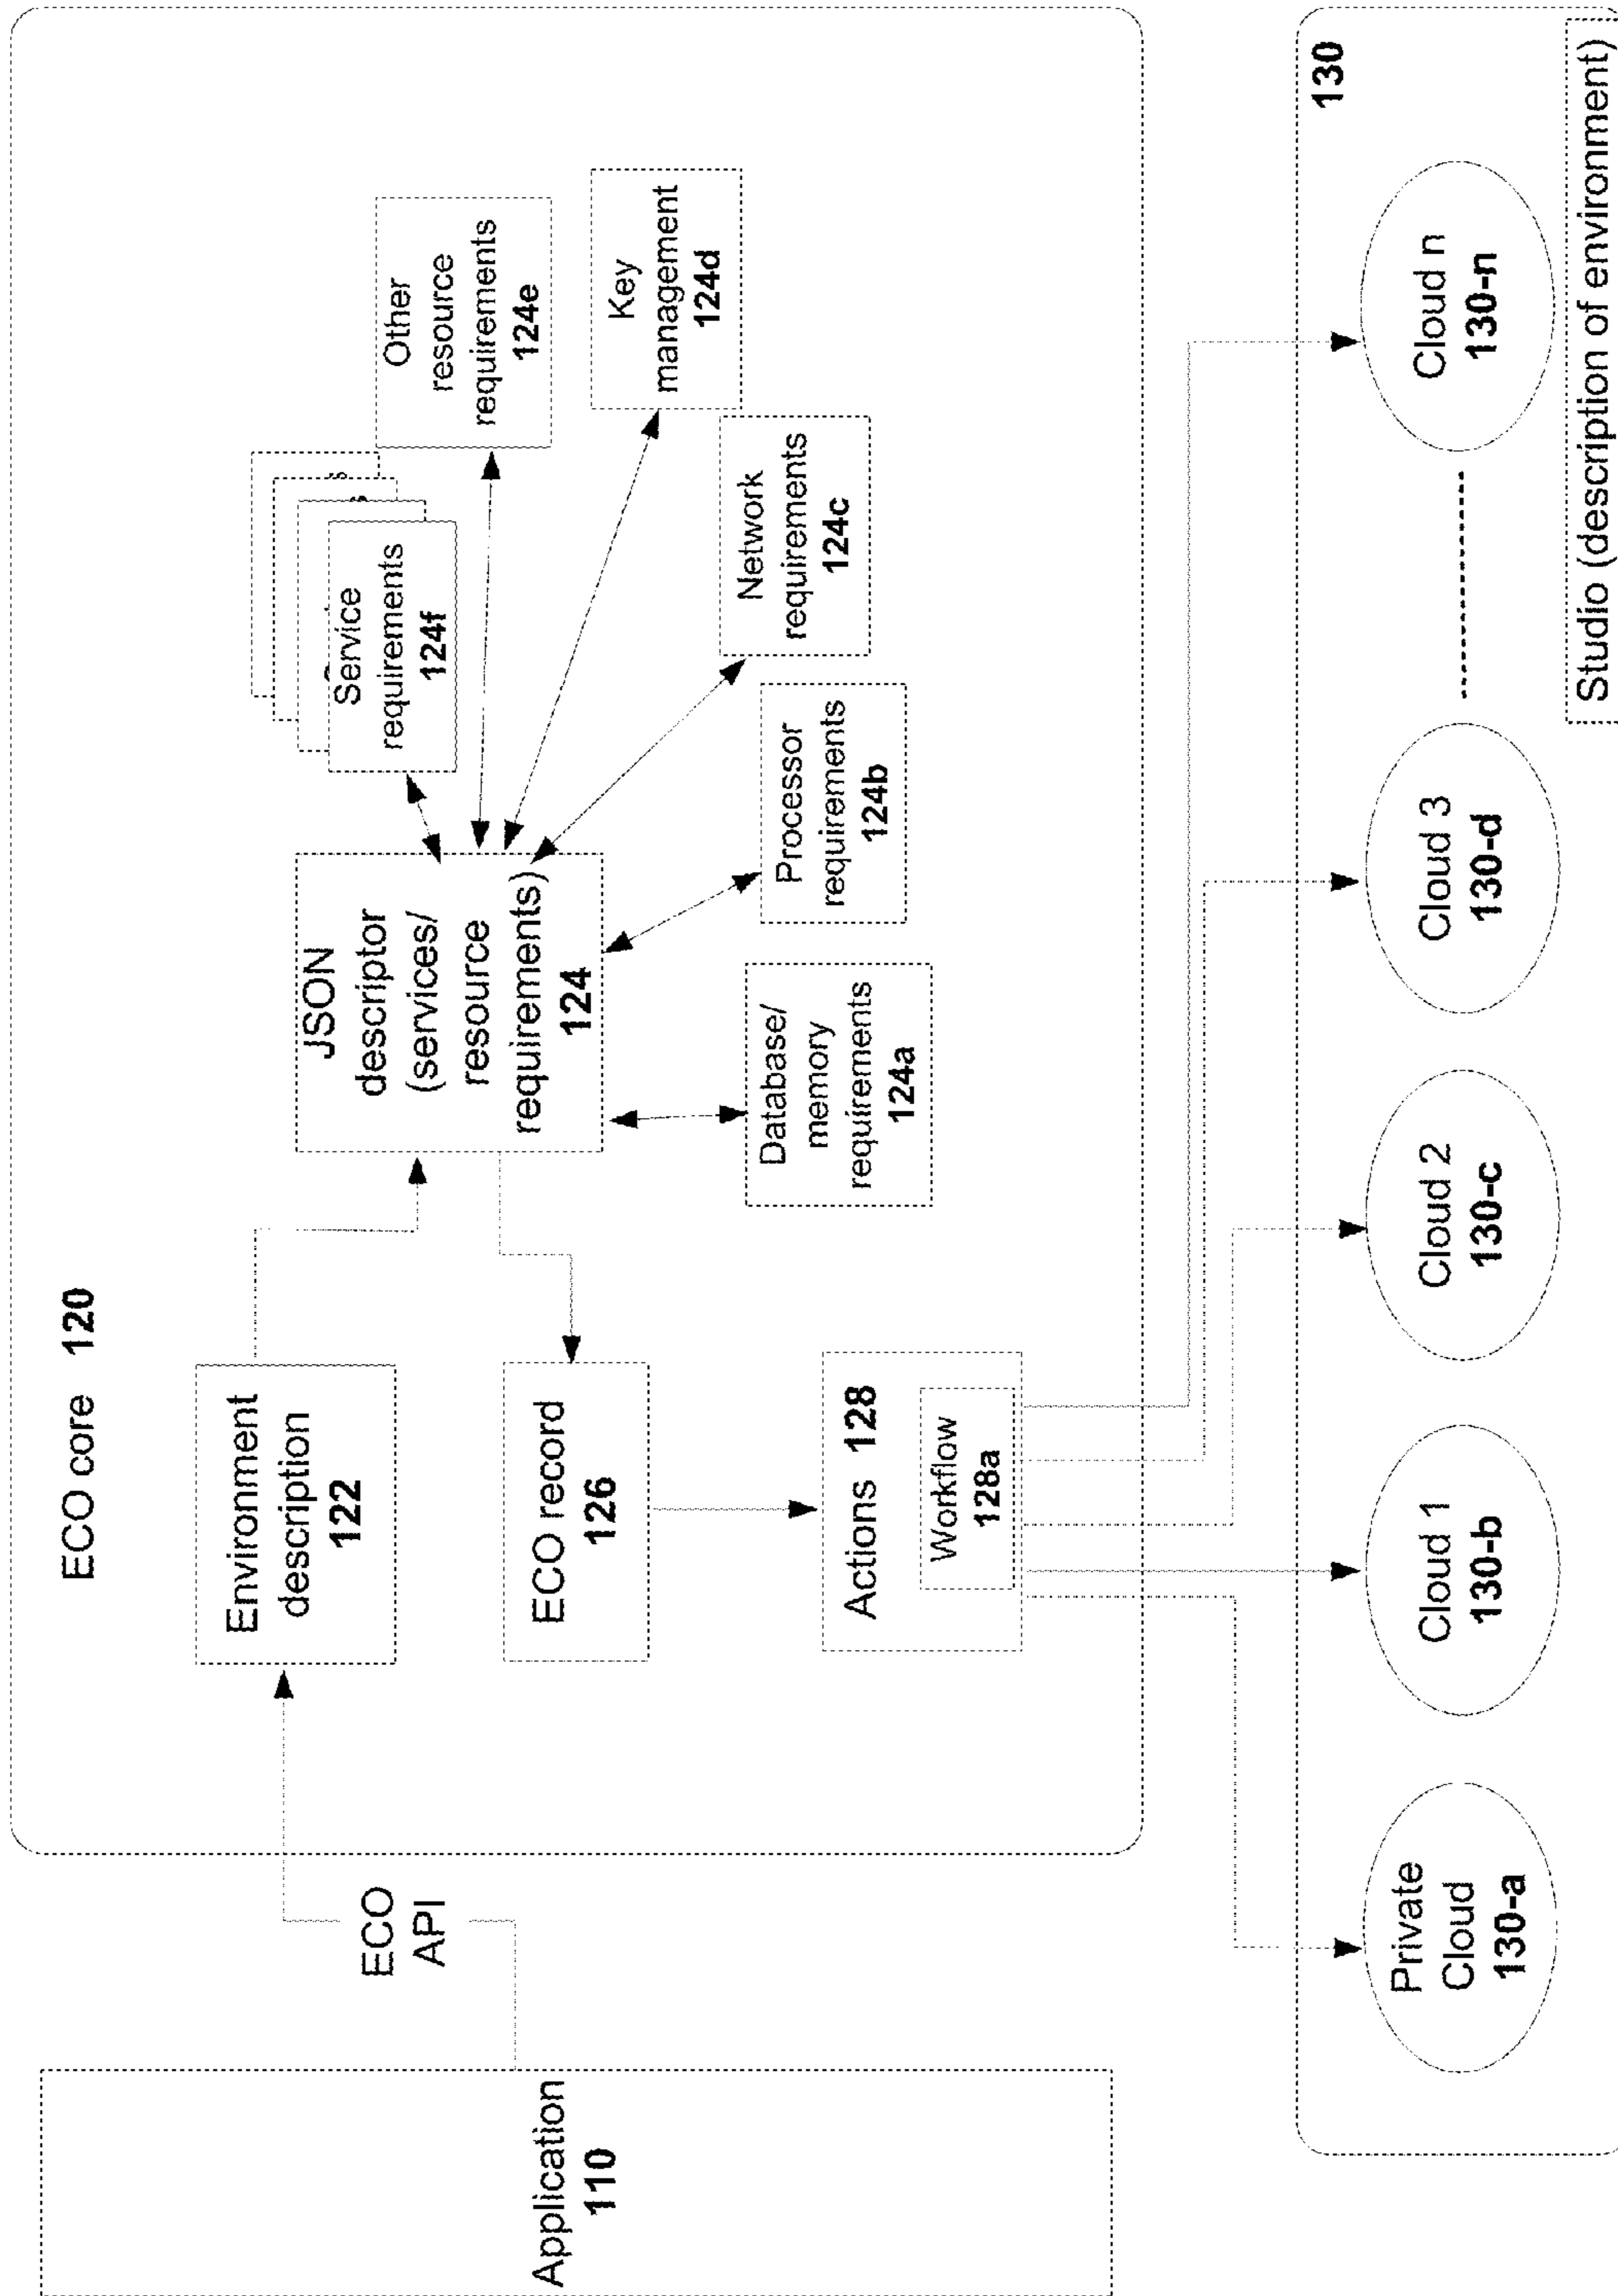 Application
110
ECO
API
ECO core 120
Environment
description
122
JSON
descriptor
(services/
resource
requirements)
124
Service
requirements
124f
Other
resource
requirements
124e
Key
management
124d
Network
requirements
124c
Processor
requirements
124b
Database/
memory
requirements
124a
ECO record
126
Actions 128
Workflow
128a
130
Private
Cloud
130-a
Cloud 1
130-b
Cloud 2
130-c
Cloud 3
130-d
Cloud n
130-n
Studio (description of environment)